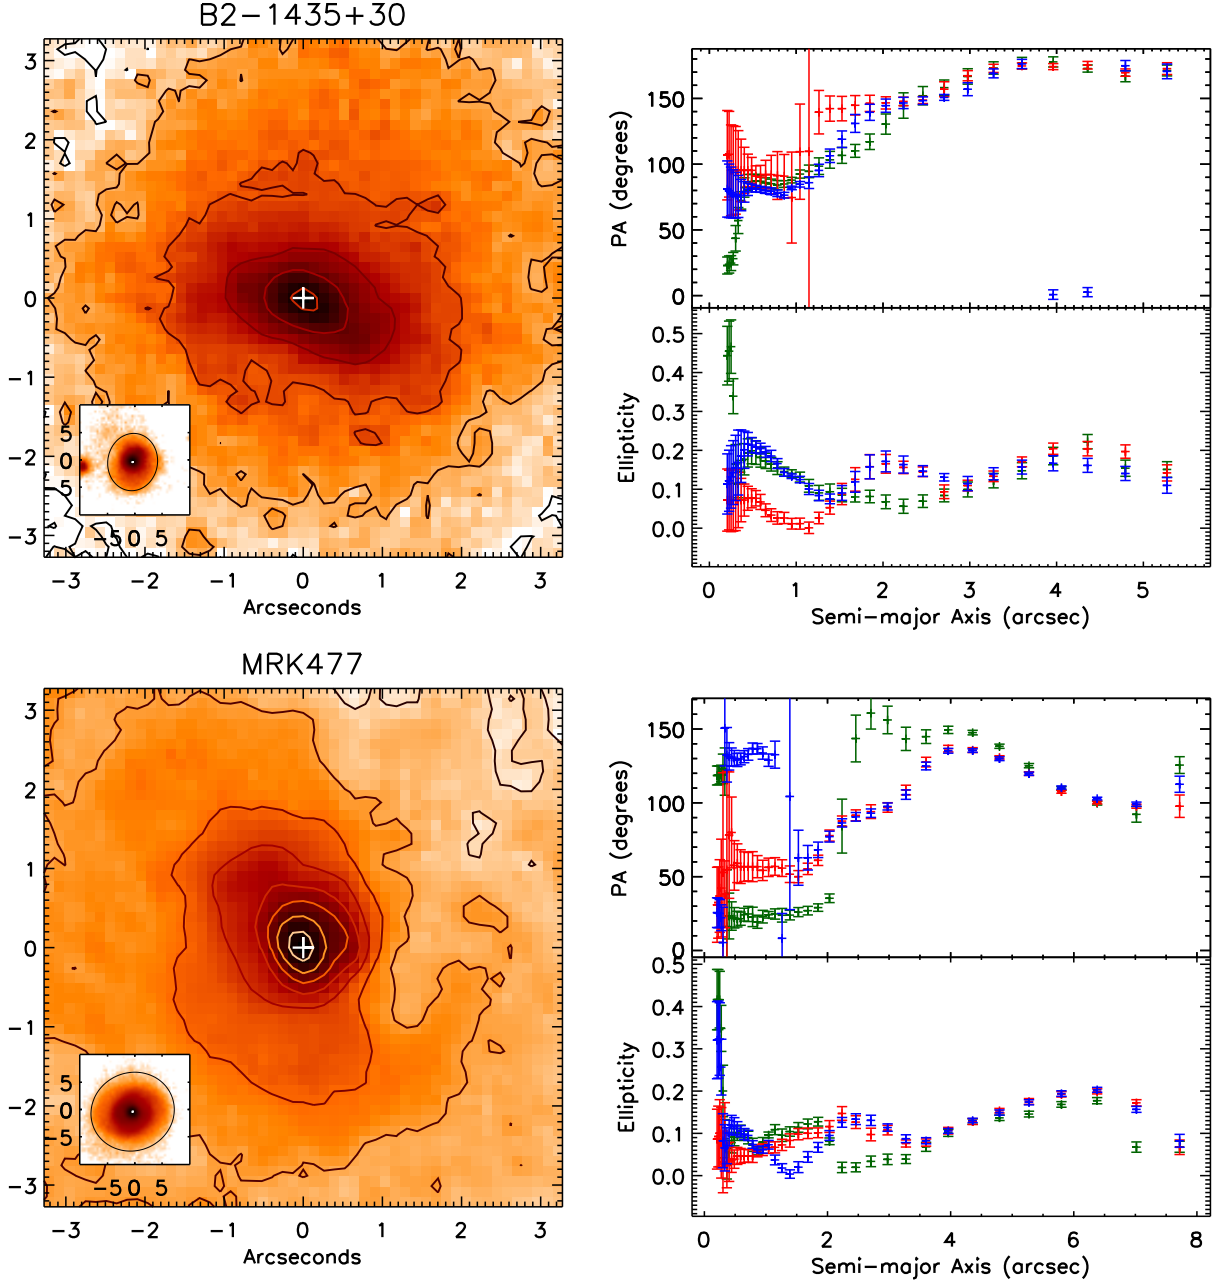 B2−1435+30
3
2
1
0
−1
−2
−3
5
0
−5
−5 0 5
−3 −2 −1 0 1 2 3
Arcseconds
PA (degrees)
150
100
50
0
Ellipticity
0.5
0.4
0.3
0.2
0.1
0.0
0 1 2 3 4 5
Semi−major Axis (arcsec)
MRK477
3
2
1
0
−1
−2
−3
5
0
−5
−5 0 5
−3 −2 −1 0 1 2 3
Arcseconds
PA (degrees)
150
100
50
0
Ellipticity
0.5
0.4
0.3
0.2
0.1
0.0
0 2 4 6 8
Semi−major Axis (arcsec)